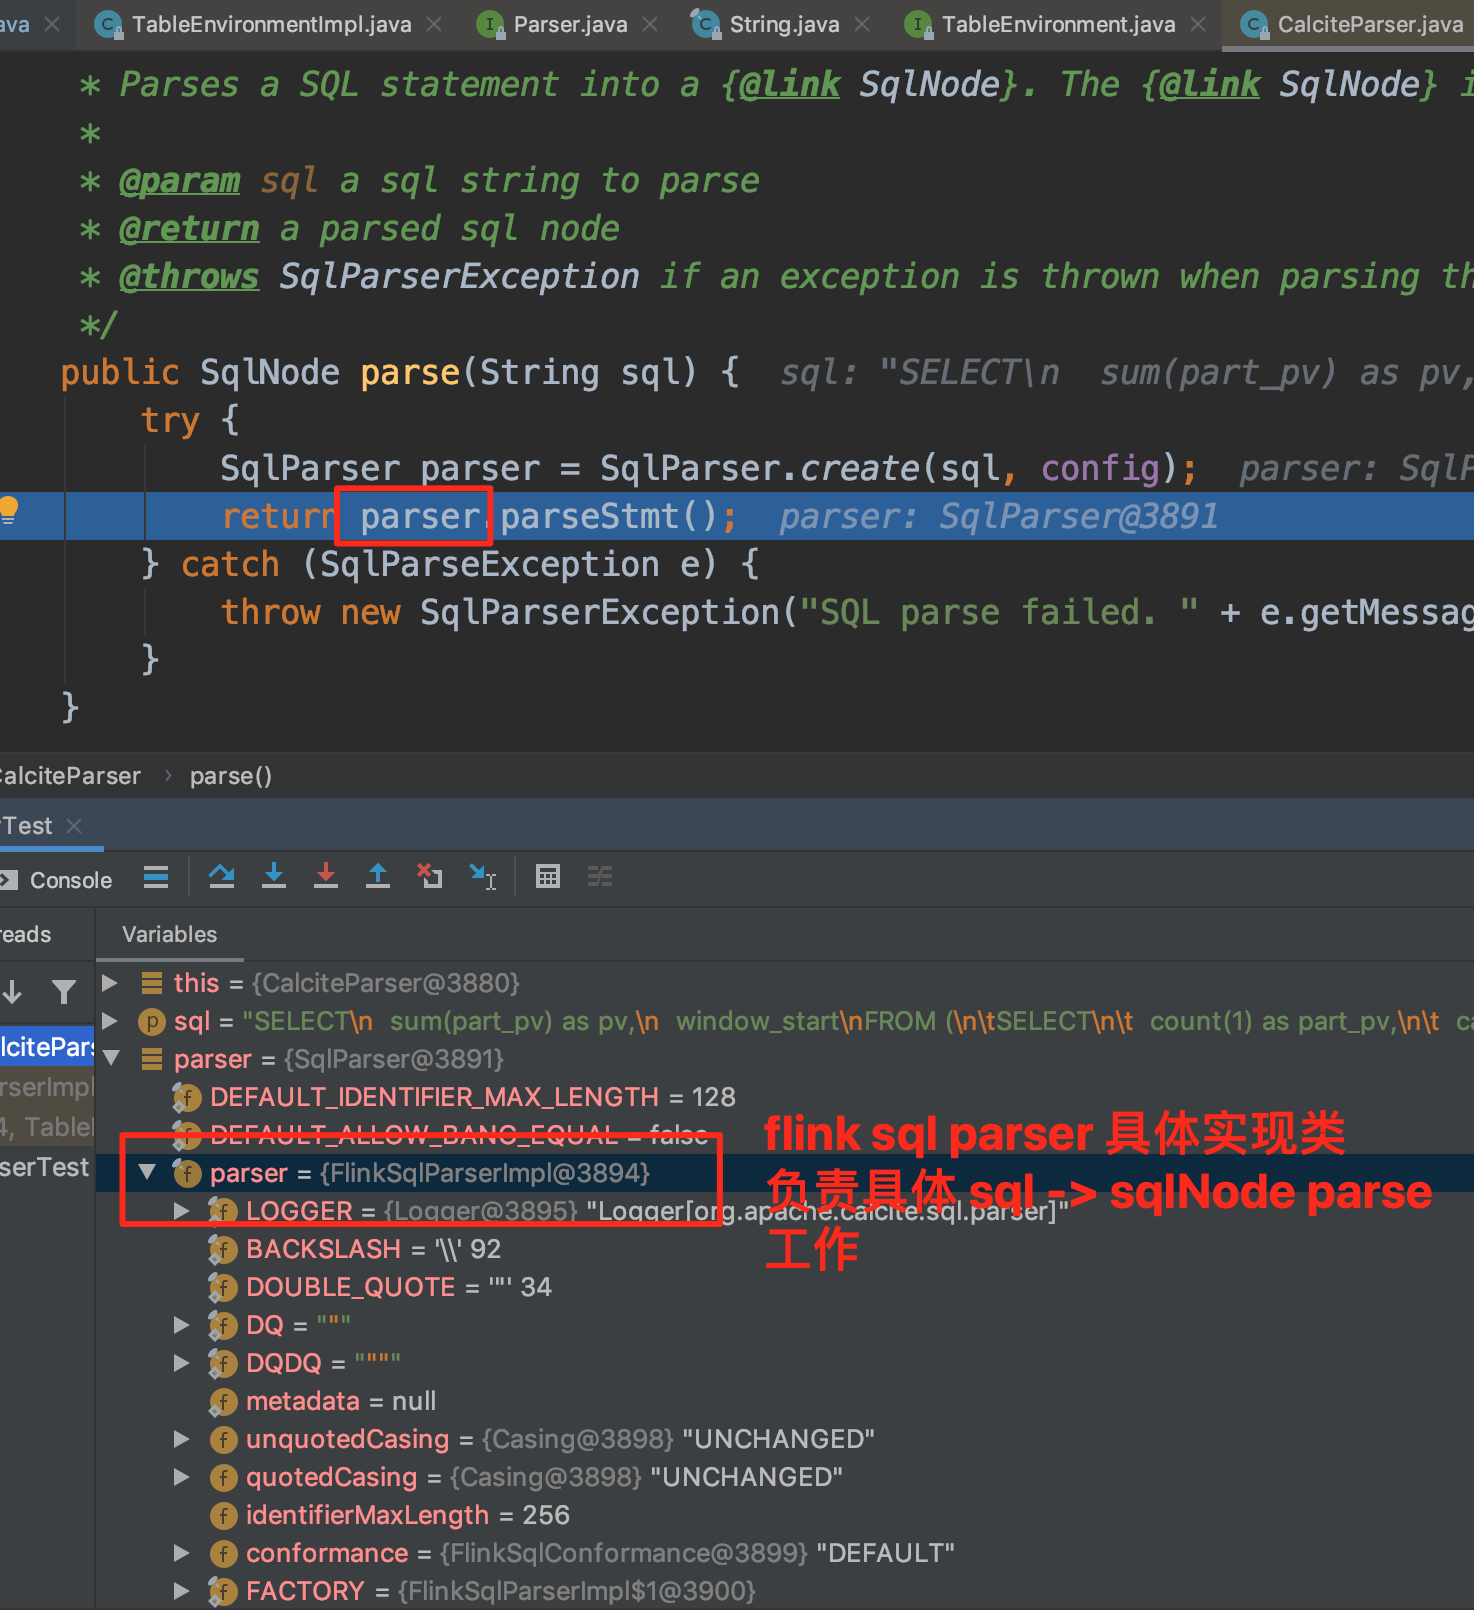 ava
TableEnvironmentImpl.java
Parser.java
String.java
TableEnvironment.java
CalciteParser.java
* Parses a SQL statement into a {@link SqlNode}. The {@link SqlNode} i
*
* @param sql a sql string to parse
* @return a parsed sql node
* @throws SqlParserException if an exception is thrown when parsing th
*/
public SqlNode parse(String sql) { sql: "SELECT\n  sum(part_pv) as pv,
try {
SqlParser parser = SqlParser.create(sql, config); parser: SqlP
return parser.parseStmt(); parser: SqlParser@3891
} catch (SqlParseException e) {
throw new SqlParserException("SQL parse failed. " + e.getMessag
}
}
CalciteParser > parse()
Test
Console
reads
Variables
this = {CalciteParser@3880}
sql = "SELECT\n  sum(part_pv) as pv,\n  window_start\nFROM (\n\tSELECT\n\t  count(1) as part_pv,\n\t  ca
lcitePars
parser = {SqlParser@3891}
rserImpl
DEFAULT_IDENTIFIER_MAX_LENGTH = 128
4, Tablel
DEFAULT_ALLOW_BANG_EQUAL = false
serTest
parser = {FlinkSqlParserImpl@3894}
LOGGER = {Logger@3895} "Logger[org.apache.calcite.sql.parser]"
flink sql parser 具体实现类
负责具体 sql -> sqlNode parse
工作
BACKSLASH = '\\' 92
DOUBLE_QUOTE = '"' 34
DQ = """
DQDQ = """"
metadata = null
unquotedCasing = {Casing@3898} "UNCHANGED"
quotedCasing = {Casing@3898} "UNCHANGED"
identifierMaxLength = 256
conformance = {FlinkSqlConformance@3899} "DEFAULT"
FACTORY = {FlinkSqlParserImpl$1@3900}